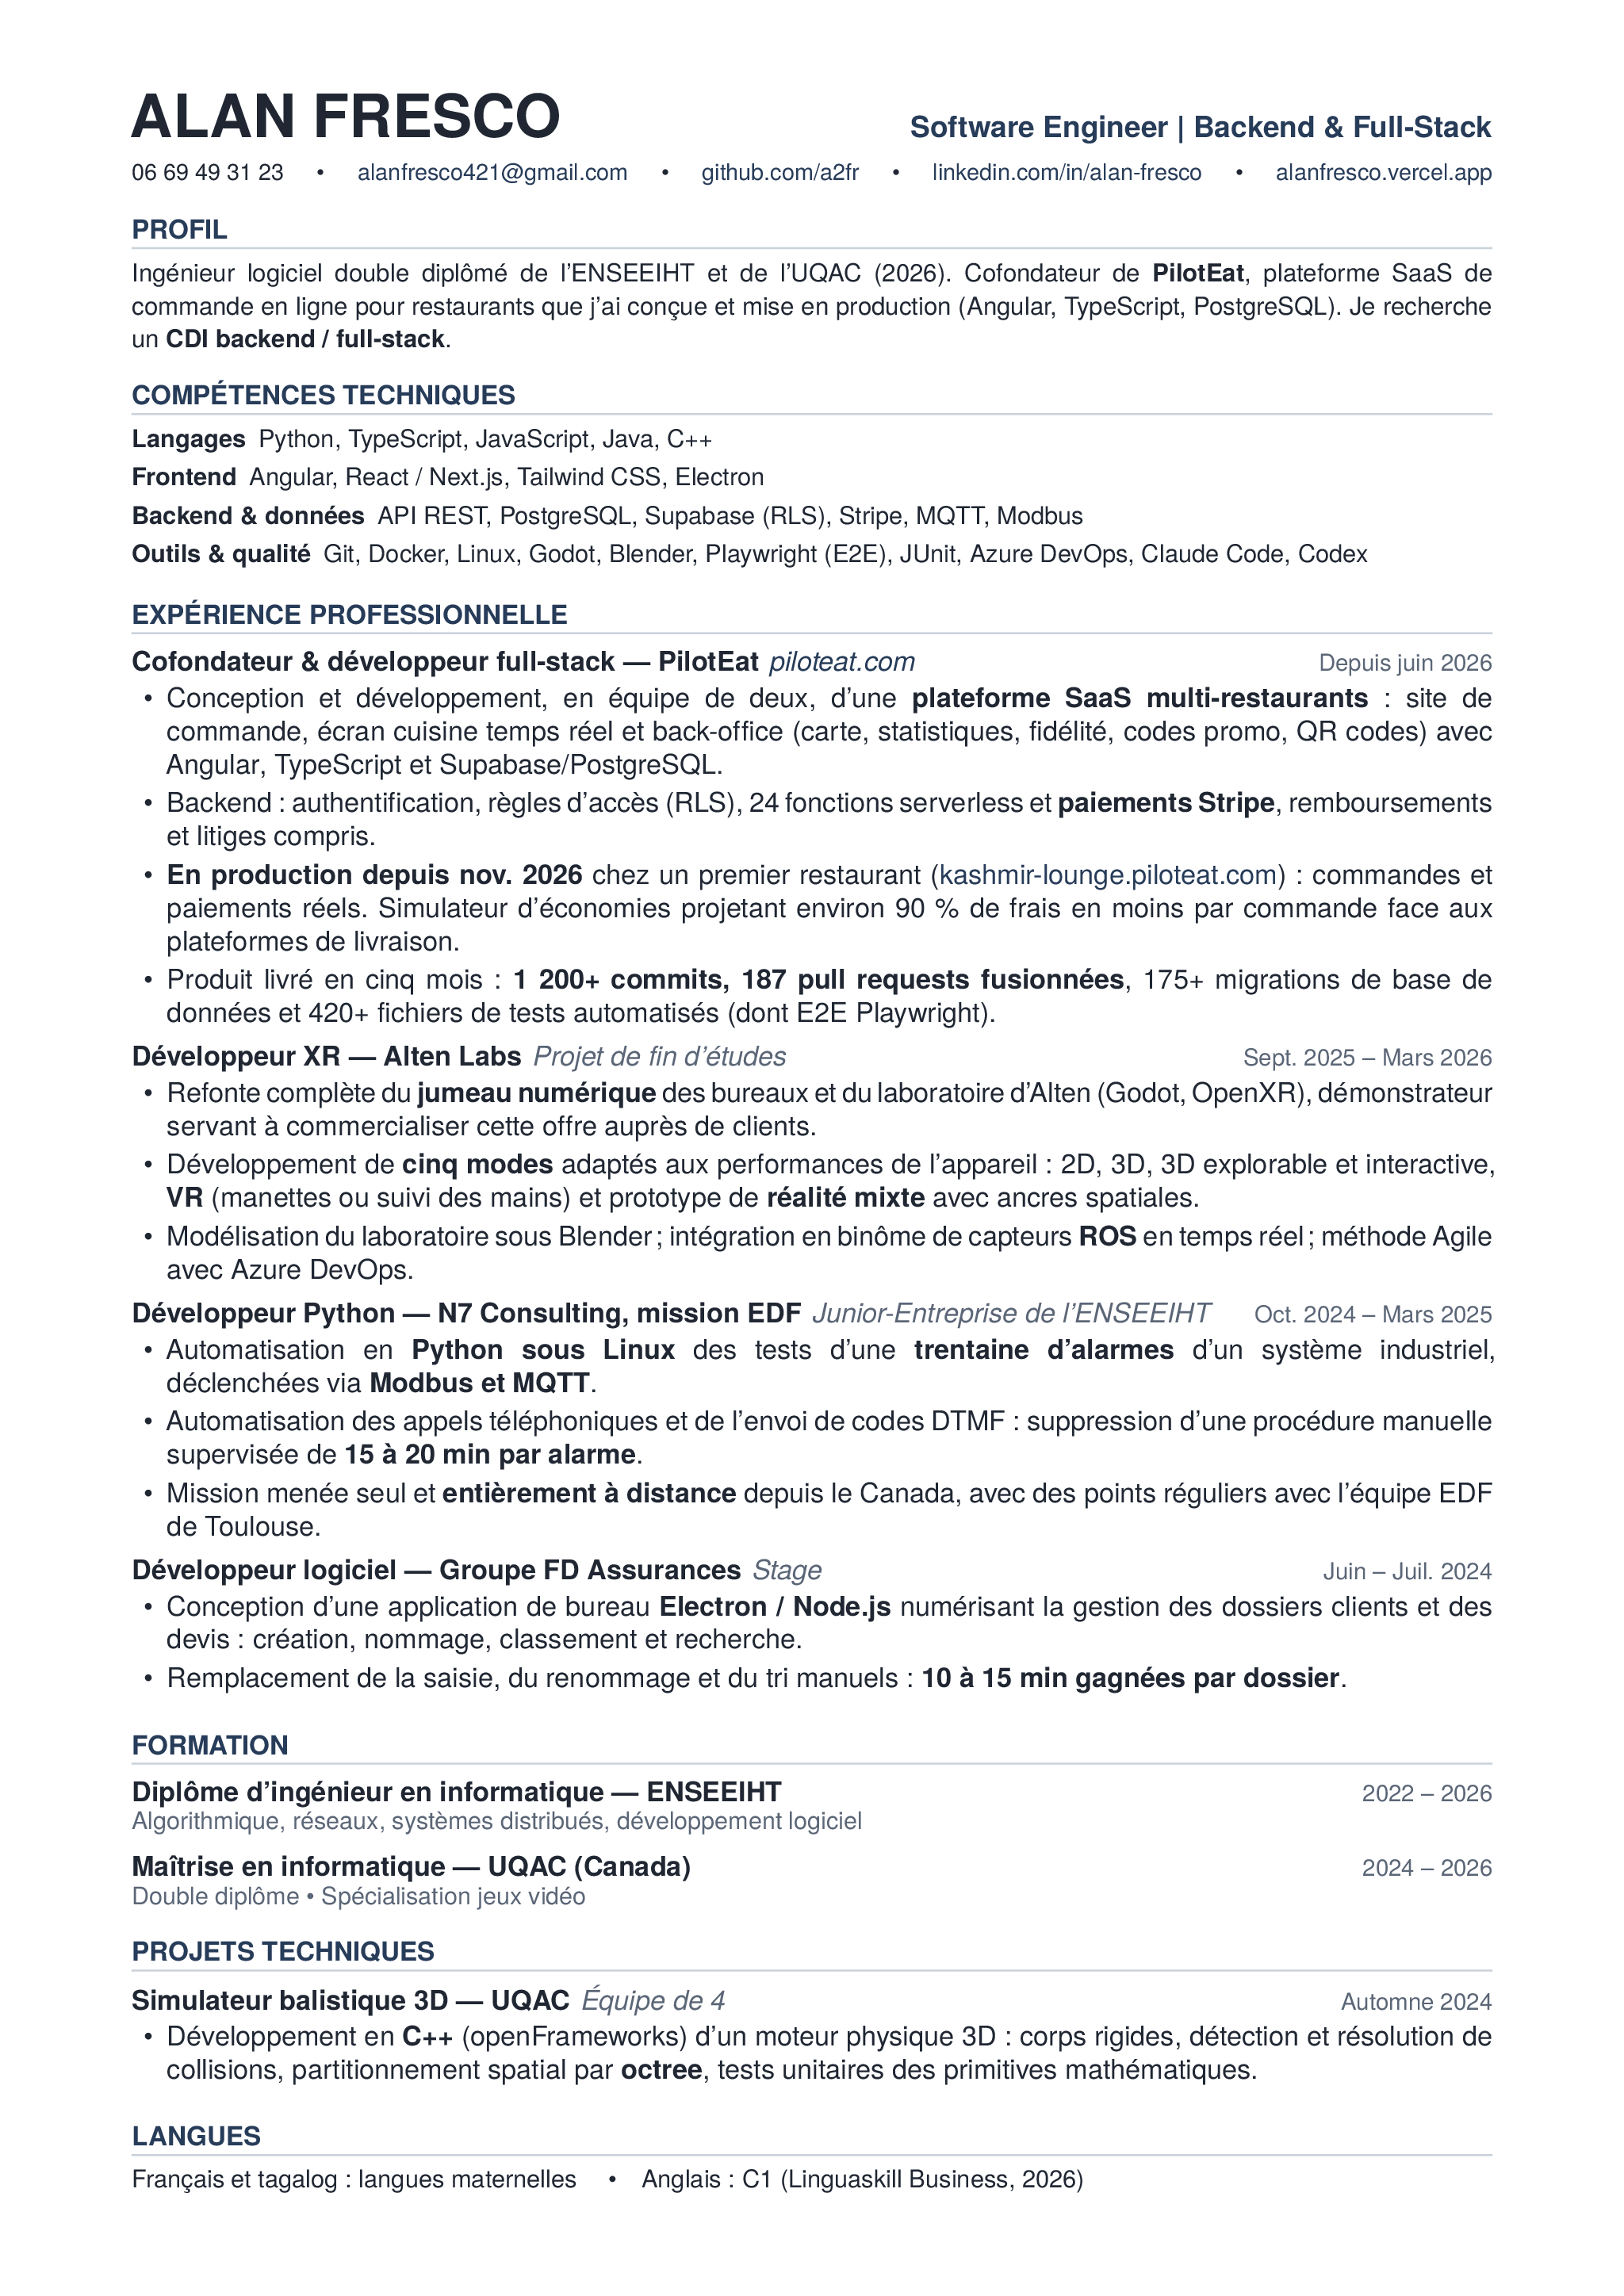 ALAN FRESCO
Software Engineer | Backend & Full-Stack
06 69 49 31 23 • alanfresco421@gmail.com • github.com/a2fr • linkedin.com/in/alan-fresco • alanfresco.vercel.app
PROFIL
Ingénieur logiciel double diplômé de l’ENSEEIHT et de l’UQAC (2026). Cofondateur de PilotEat, plateforme SaaS de
commande en ligne pour restaurants que j’ai conçue et mise en production (Angular, TypeScript, PostgreSQL). Je recherche
un CDI backend / full-stack.
COMPÉTENCES TECHNIQUES
Langages Python, TypeScript, JavaScript, Java, C++
Frontend Angular, React / Next.js, Tailwind CSS, Electron
Backend & données API REST, PostgreSQL, Supabase (RLS), Stripe, MQTT, Modbus
Outils & qualité Git, Docker, Linux, Godot, Blender, Playwright (E2E), JUnit, Azure DevOps, Claude Code, Codex
EXPÉRIENCE PROFESSIONNELLE
Cofondateur & développeur full-stack — PilotEat piloteat.com Depuis juin 2026
• Conception et développement, en équipe de deux, d’une plateforme SaaS multi-restaurants : site de
commande, écran cuisine temps réel et back-office (carte, statistiques, fidélité, codes promo, QR codes) avec
Angular, TypeScript et Supabase/PostgreSQL.
• Backend : authentification, règles d’accès (RLS), 24 fonctions serverless et paiements Stripe, remboursements
et litiges compris.
• En production depuis nov. 2026 chez un premier restaurant (kashmir-lounge.piloteat.com) : commandes et
paiements réels. Simulateur d’économies projetant environ 90 % de frais en moins par commande face aux
plateformes de livraison.
• Produit livré en cinq mois : 1 200+ commits, 187 pull requests fusionnées, 175+ migrations de base de
données et 420+ fichiers de tests automatisés (dont E2E Playwright).
Développeur XR — Alten Labs Projet de fin d’études Sept. 2025 – Mars 2026
• Refonte complète du jumeau numérique des bureaux et du laboratoire d’Alten (Godot, OpenXR), démonstrateur
servant à commercialiser cette offre auprès de clients.
• Développement de cinq modes adaptés aux performances de l’appareil : 2D, 3D, 3D explorable et interactive,
VR (manettes ou suivi des mains) et prototype de réalité mixte avec ancres spatiales.
• Modélisation du laboratoire sous Blender ; intégration en binôme de capteurs ROS en temps réel ; méthode Agile
avec Azure DevOps.
Développeur Python — N7 Consulting, mission EDF Junior-Entreprise de l’ENSEEIHT Oct. 2024 – Mars 2025
• Automatisation en Python sous Linux des tests d’une trentaine d’alarmes d’un système industriel,
déclenchées via Modbus et MQTT.
• Automatisation des appels téléphoniques et de l’envoi de codes DTMF : suppression d’une procédure manuelle
supervisée de 15 à 20 min par alarme.
• Mission menée seul et entièrement à distance depuis le Canada, avec des points réguliers avec l’équipe EDF
de Toulouse.
Développeur logiciel — Groupe FD Assurances Stage Juin – Juil. 2024
• Conception d’une application de bureau Electron / Node.js numérisant la gestion des dossiers clients et des
devis : création, nommage, classement et recherche.
• Remplacement de la saisie, du renommage et du tri manuels : 10 à 15 min gagnées par dossier.
FORMATION
Diplôme d’ingénieur en informatique — ENSEEIHT 2022 – 2026
Algorithmique, réseaux, systèmes distribués, développement logiciel
Maîtrise en informatique — UQAC (Canada) 2024 – 2026
Double diplôme • Spécialisation jeux vidéo
PROJETS TECHNIQUES
Simulateur balistique 3D — UQAC Équipe de 4 Automne 2024
• Développement en C++ (openFrameworks) d’un moteur physique 3D : corps rigides, détection et résolution de
collisions, partitionnement spatial par octree, tests unitaires des primitives mathématiques.
LANGUES
Français et tagalog : langues maternelles • Anglais : C1 (Linguaskill Business, 2026)